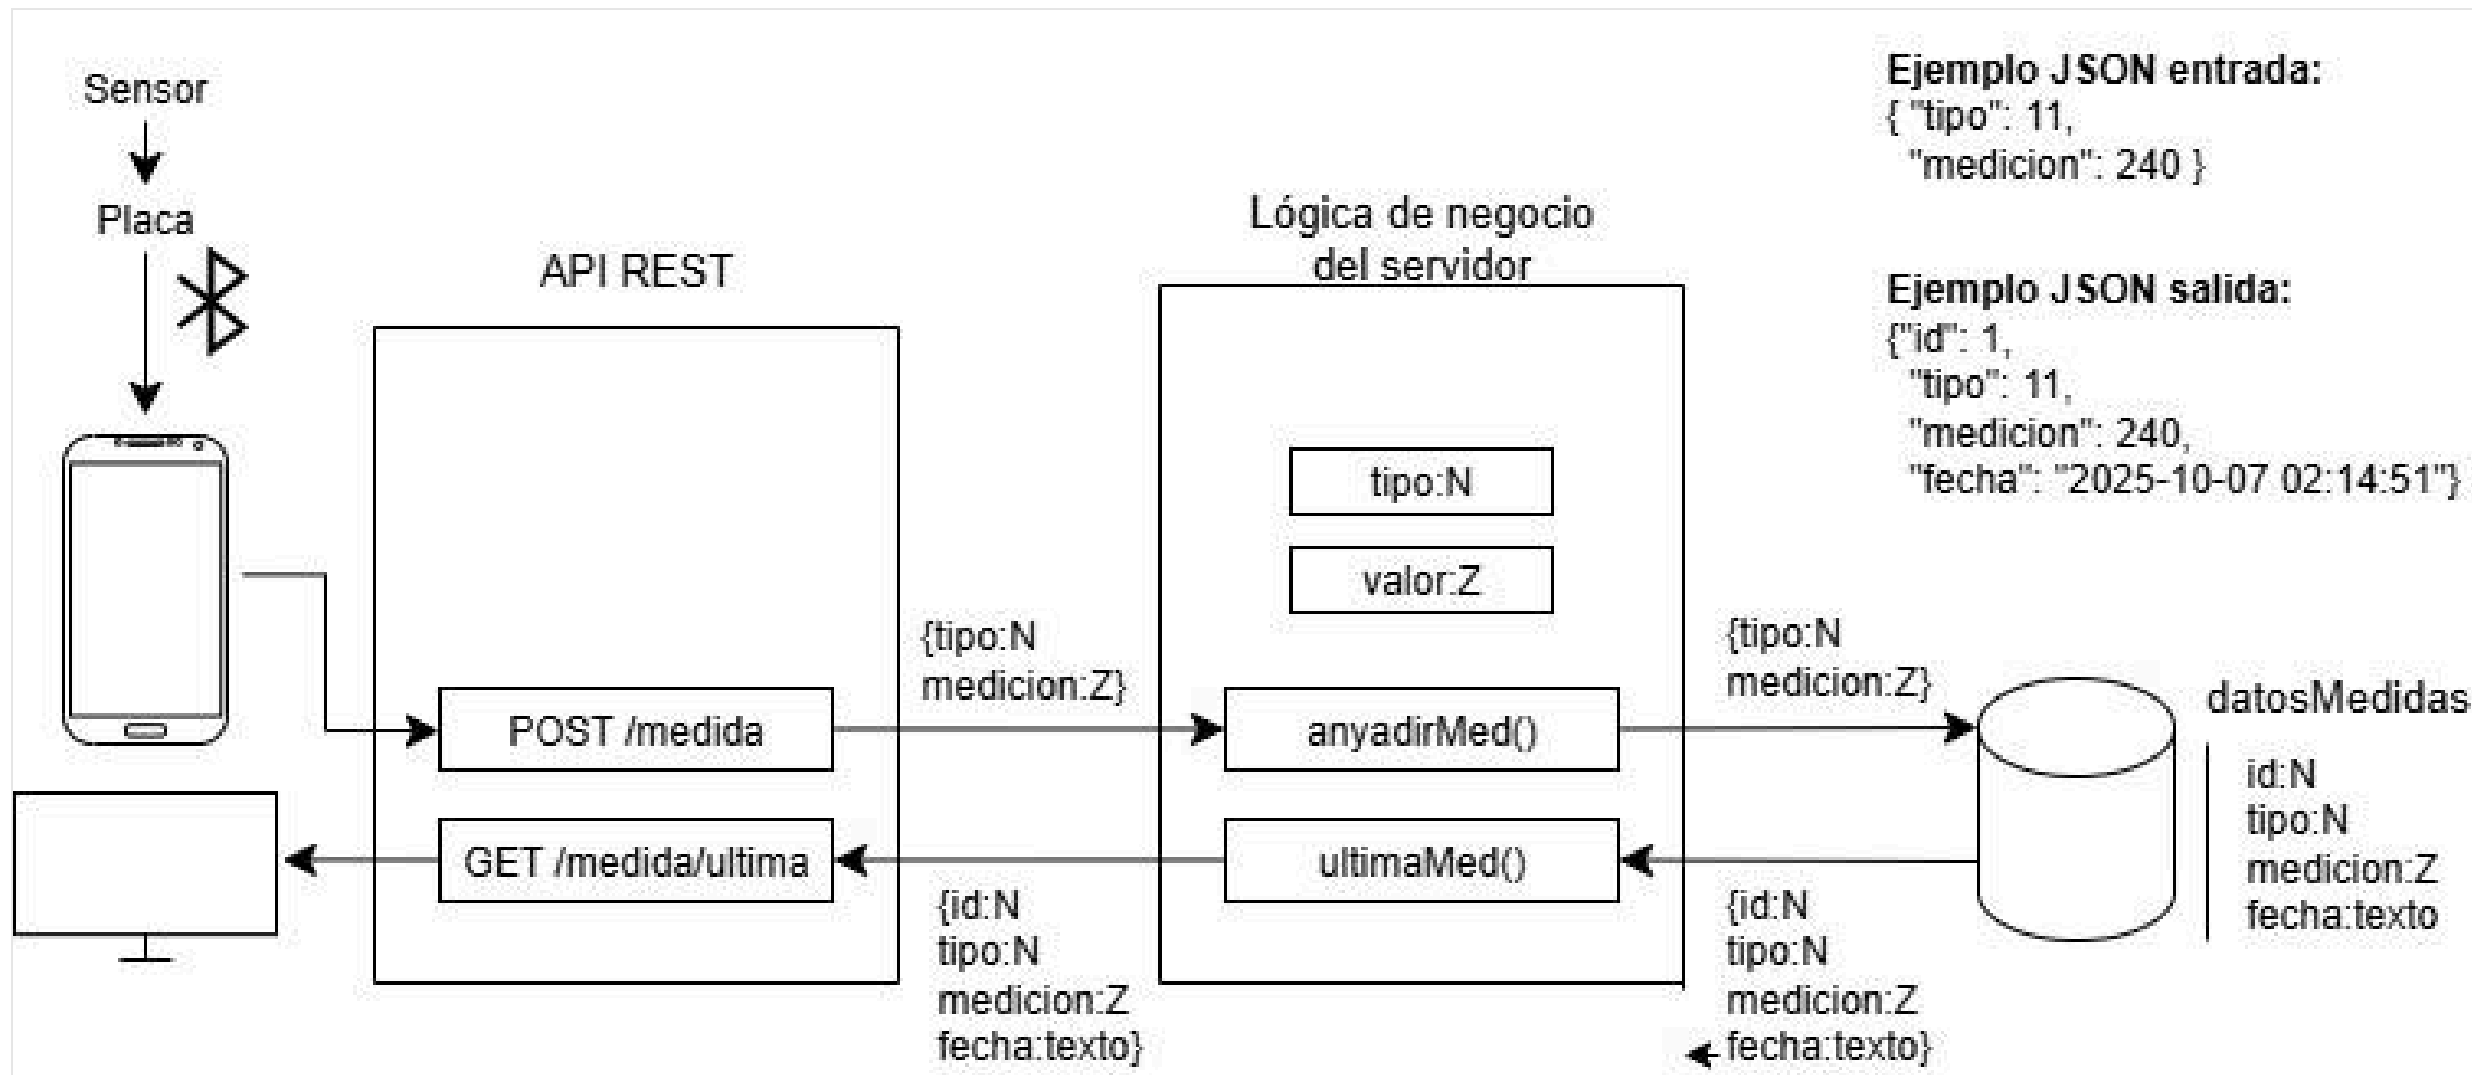 Sensor
Placa
API REST
POST /medida
GET /medida/ultima
{tipo:N
medicion:Z}
{id:N
tipo:N
medicion:Z
fecha:texto}
Lógica de negocio
del servidor
tipo:N
valor:Z
anyadirMed()
ultimaMed()
{tipo:N
medicion:Z}
{id:N
tipo:N
medicion:Z
fecha:texto}
datosMedidas
id:N
tipo:N
medicion:Z
fecha:texto
Ejemplo JSON entrada:
{ "tipo": 11,
"medicion": 240 }
Ejemplo JSON salida:
{"id": 1,
"tipo": 11,
"medicion": 240,
"fecha": "2025-10-07 02:14:51"}